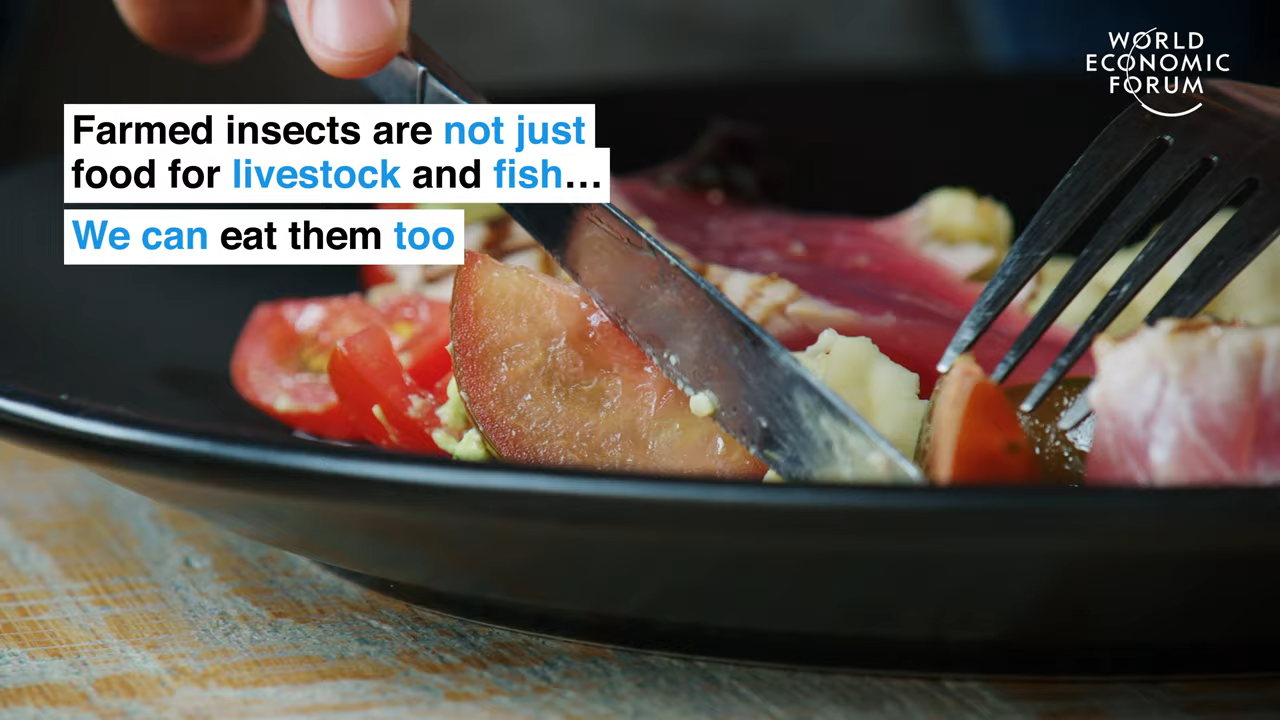 Farmed insects are not just
food for livestock and fish...
We can eat them too
WORLD
ECONOMIC
FORUM